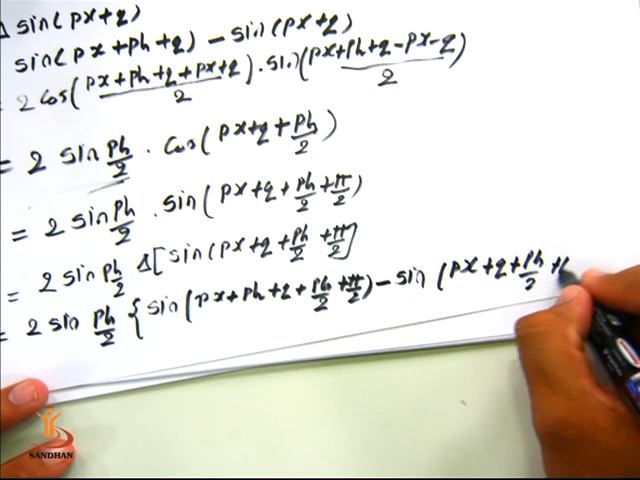 Δ sin(px+q)
sin(px+ph+q) - sin(px+q)
= 2 cos((px+ph+q+px+q)/2) . sin((px+ph+q-px-q)/2)
= 2 sin ph/2 . cos(px+q+ph/2)
= 2 sin ph/2 . sin(px+q+ph/2+π/2)
= 2 sin ph/2 Δ[sin(px+q+ph/2+π/2]
= 2 sin ph/2 {sin(px+ph+q+ph/2+π/2) - sin(px+q+ph/2+
SANDHAN